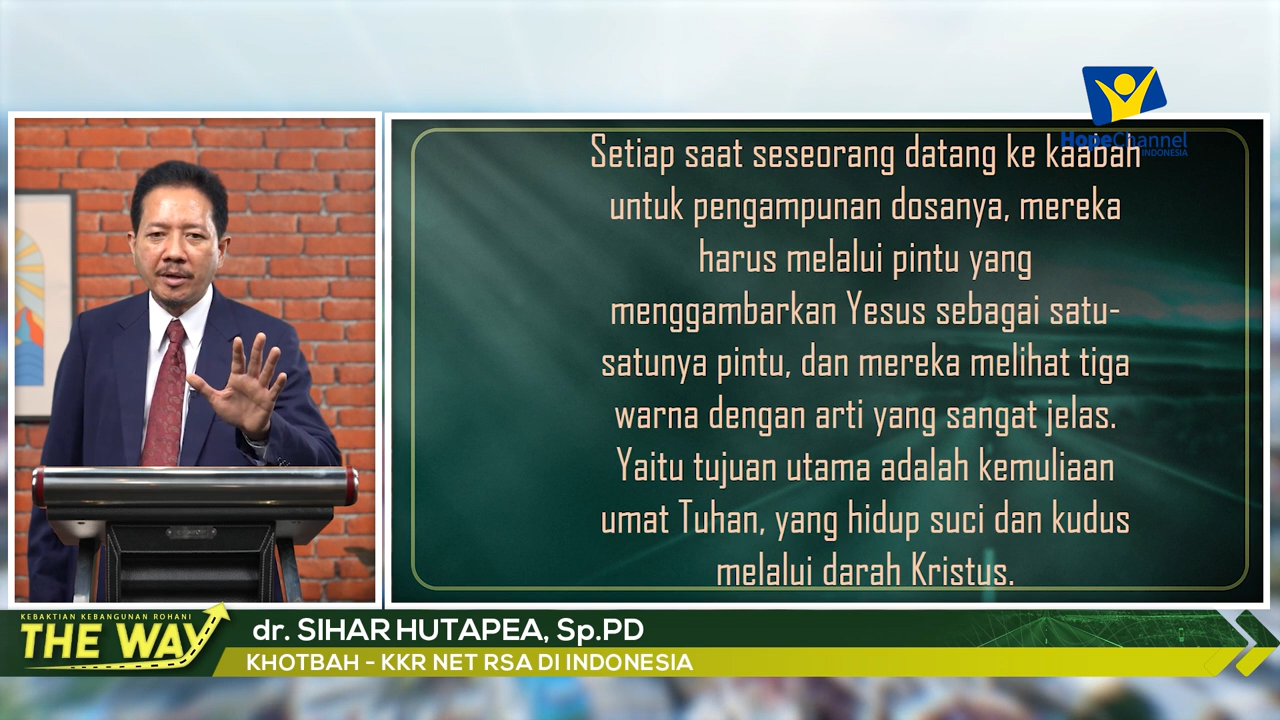 HopeChannel
INDONESIA
Setiap saat seseorang datang ke kaabah
untuk pengampunan dosanya, mereka
harus melalui pintu yang
menggambarkan Yesus sebagai satu-
satunya pintu, dan mereka melihat tiga
warna dengan arti yang sangat jelas.
Yaitu tujuan utama adalah kemuliaan
umat Tuhan, yang hidup suci dan kudus
melalui darah Kristus.
KEBAKTIAN KEBANGUNAN ROHANI
THE WAY
dr. SIHAR HUTAPEA, Sp.PD
KHOTBAH - KKR NET RSA DI INDONESIA